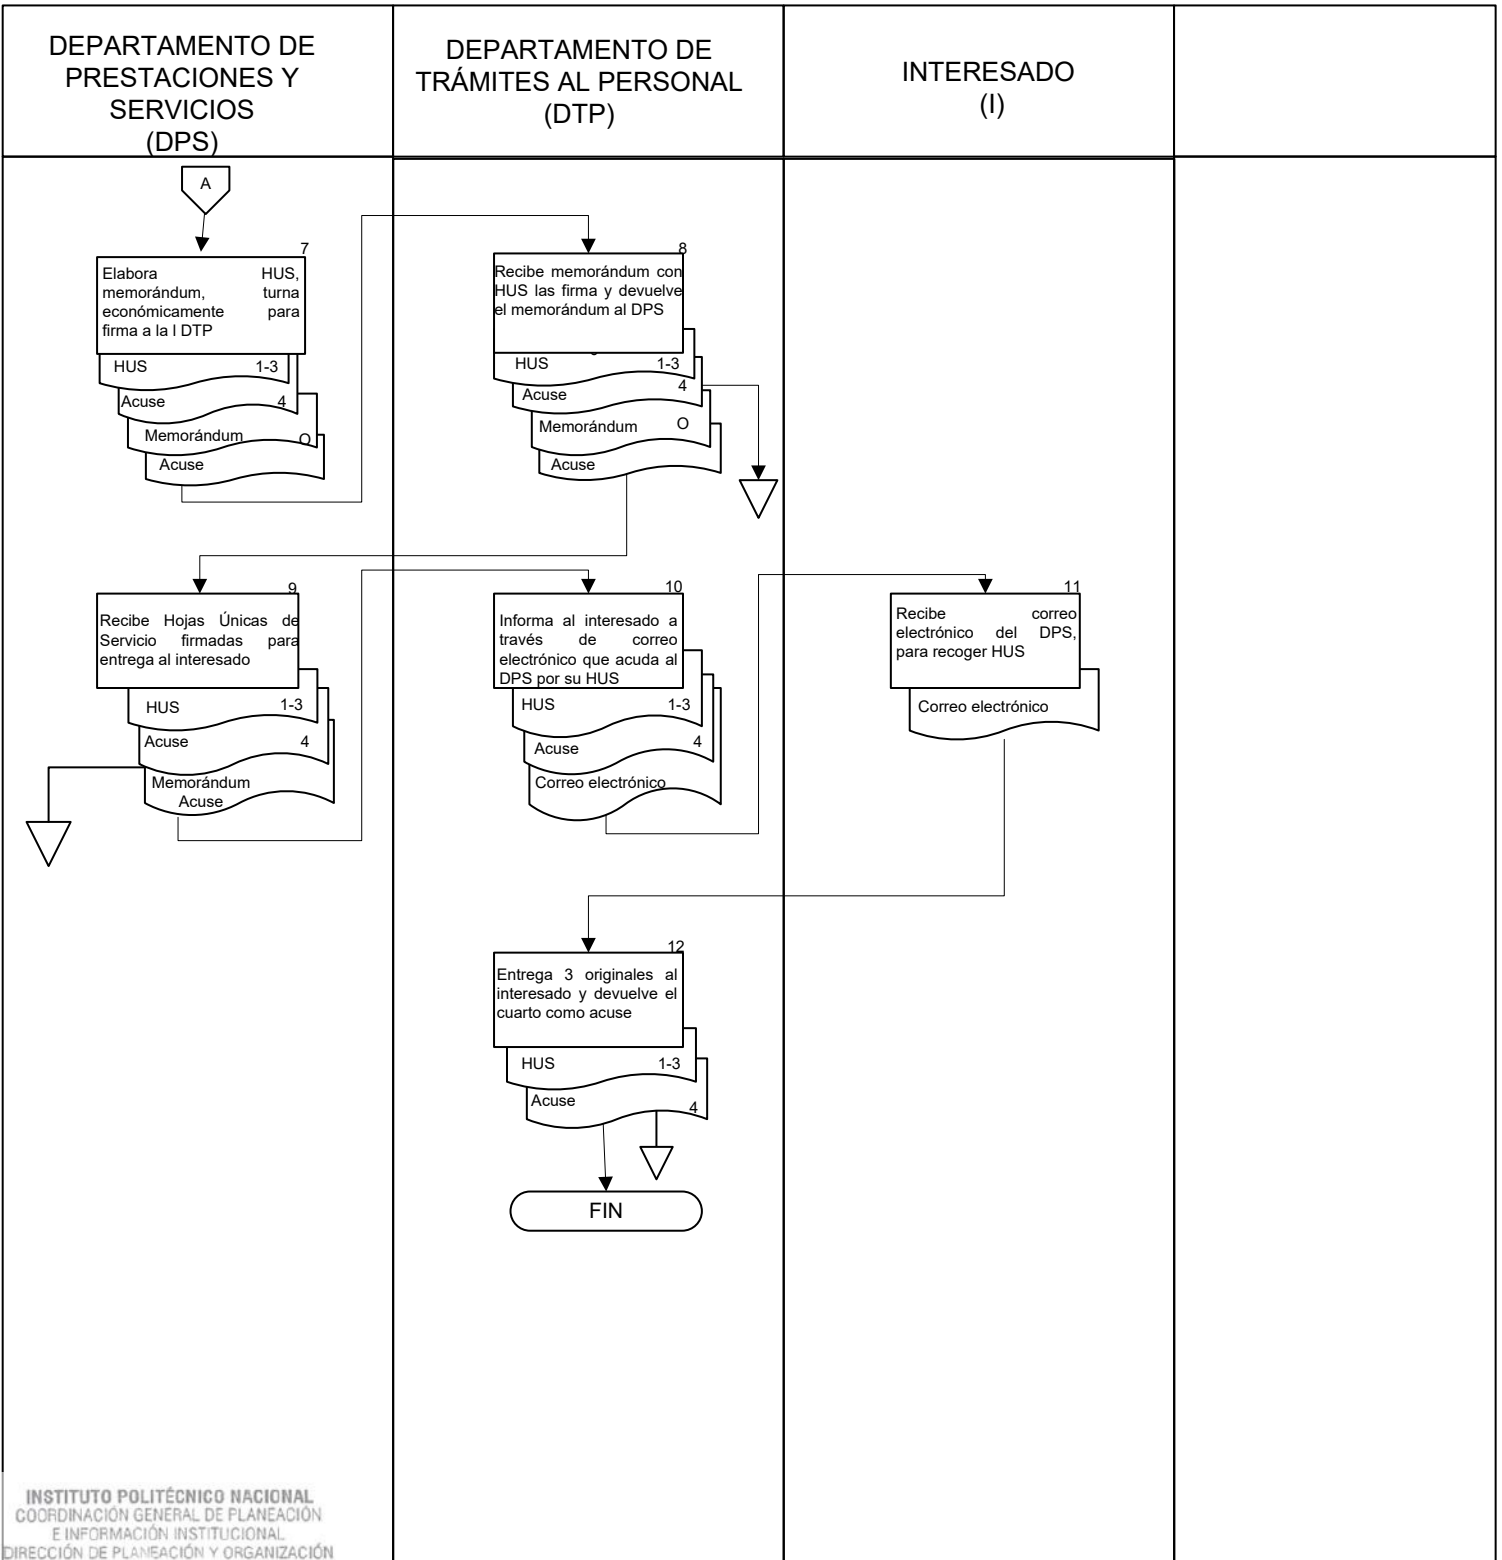 DEPARTAMENTO DE
PRESTACIONES Y
SERVICIOS
(DPS)
DEPARTAMENTO DE
TRÁMITES AL PERSONAL
(DTP)
INTERESADO
(I)
A
7
Elabora HUS,
memorándum, turna
económicamente para
firma a la l DTP
HUS 1-3
Acuse 4
Memorándum O
Acuse
8
Recibe memorándum con
HUS las firma y devuelve
el memorándum al DPS
HUS 1-3
Acuse 4
Memorándum O
Acuse
9
Recibe Hojas Únicas de
Servicio firmadas para
entrega al interesado
HUS 1-3
Acuse 4
Memorándum
Acuse
10
Informa al interesado a
través de correo
electrónico que acuda al
DPS por su HUS
HUS 1-3
Acuse 4
Correo electrónico
11
Recibe correo
electrónico del DPS,
para recoger HUS
Correo electrónico
12
Entrega 3 originales al
interesado y devuelve el
cuarto como acuse
HUS 1-3
Acuse 4
FIN
INSTITUTO POLITÉCNICO NACIONAL
COORDINACIÓN GENERAL DE PLANEACIÓN
E INFORMACIÓN INSTITUCIONAL
DIRECCIÓN DE PLANEACIÓN Y ORGANIZACIÓN